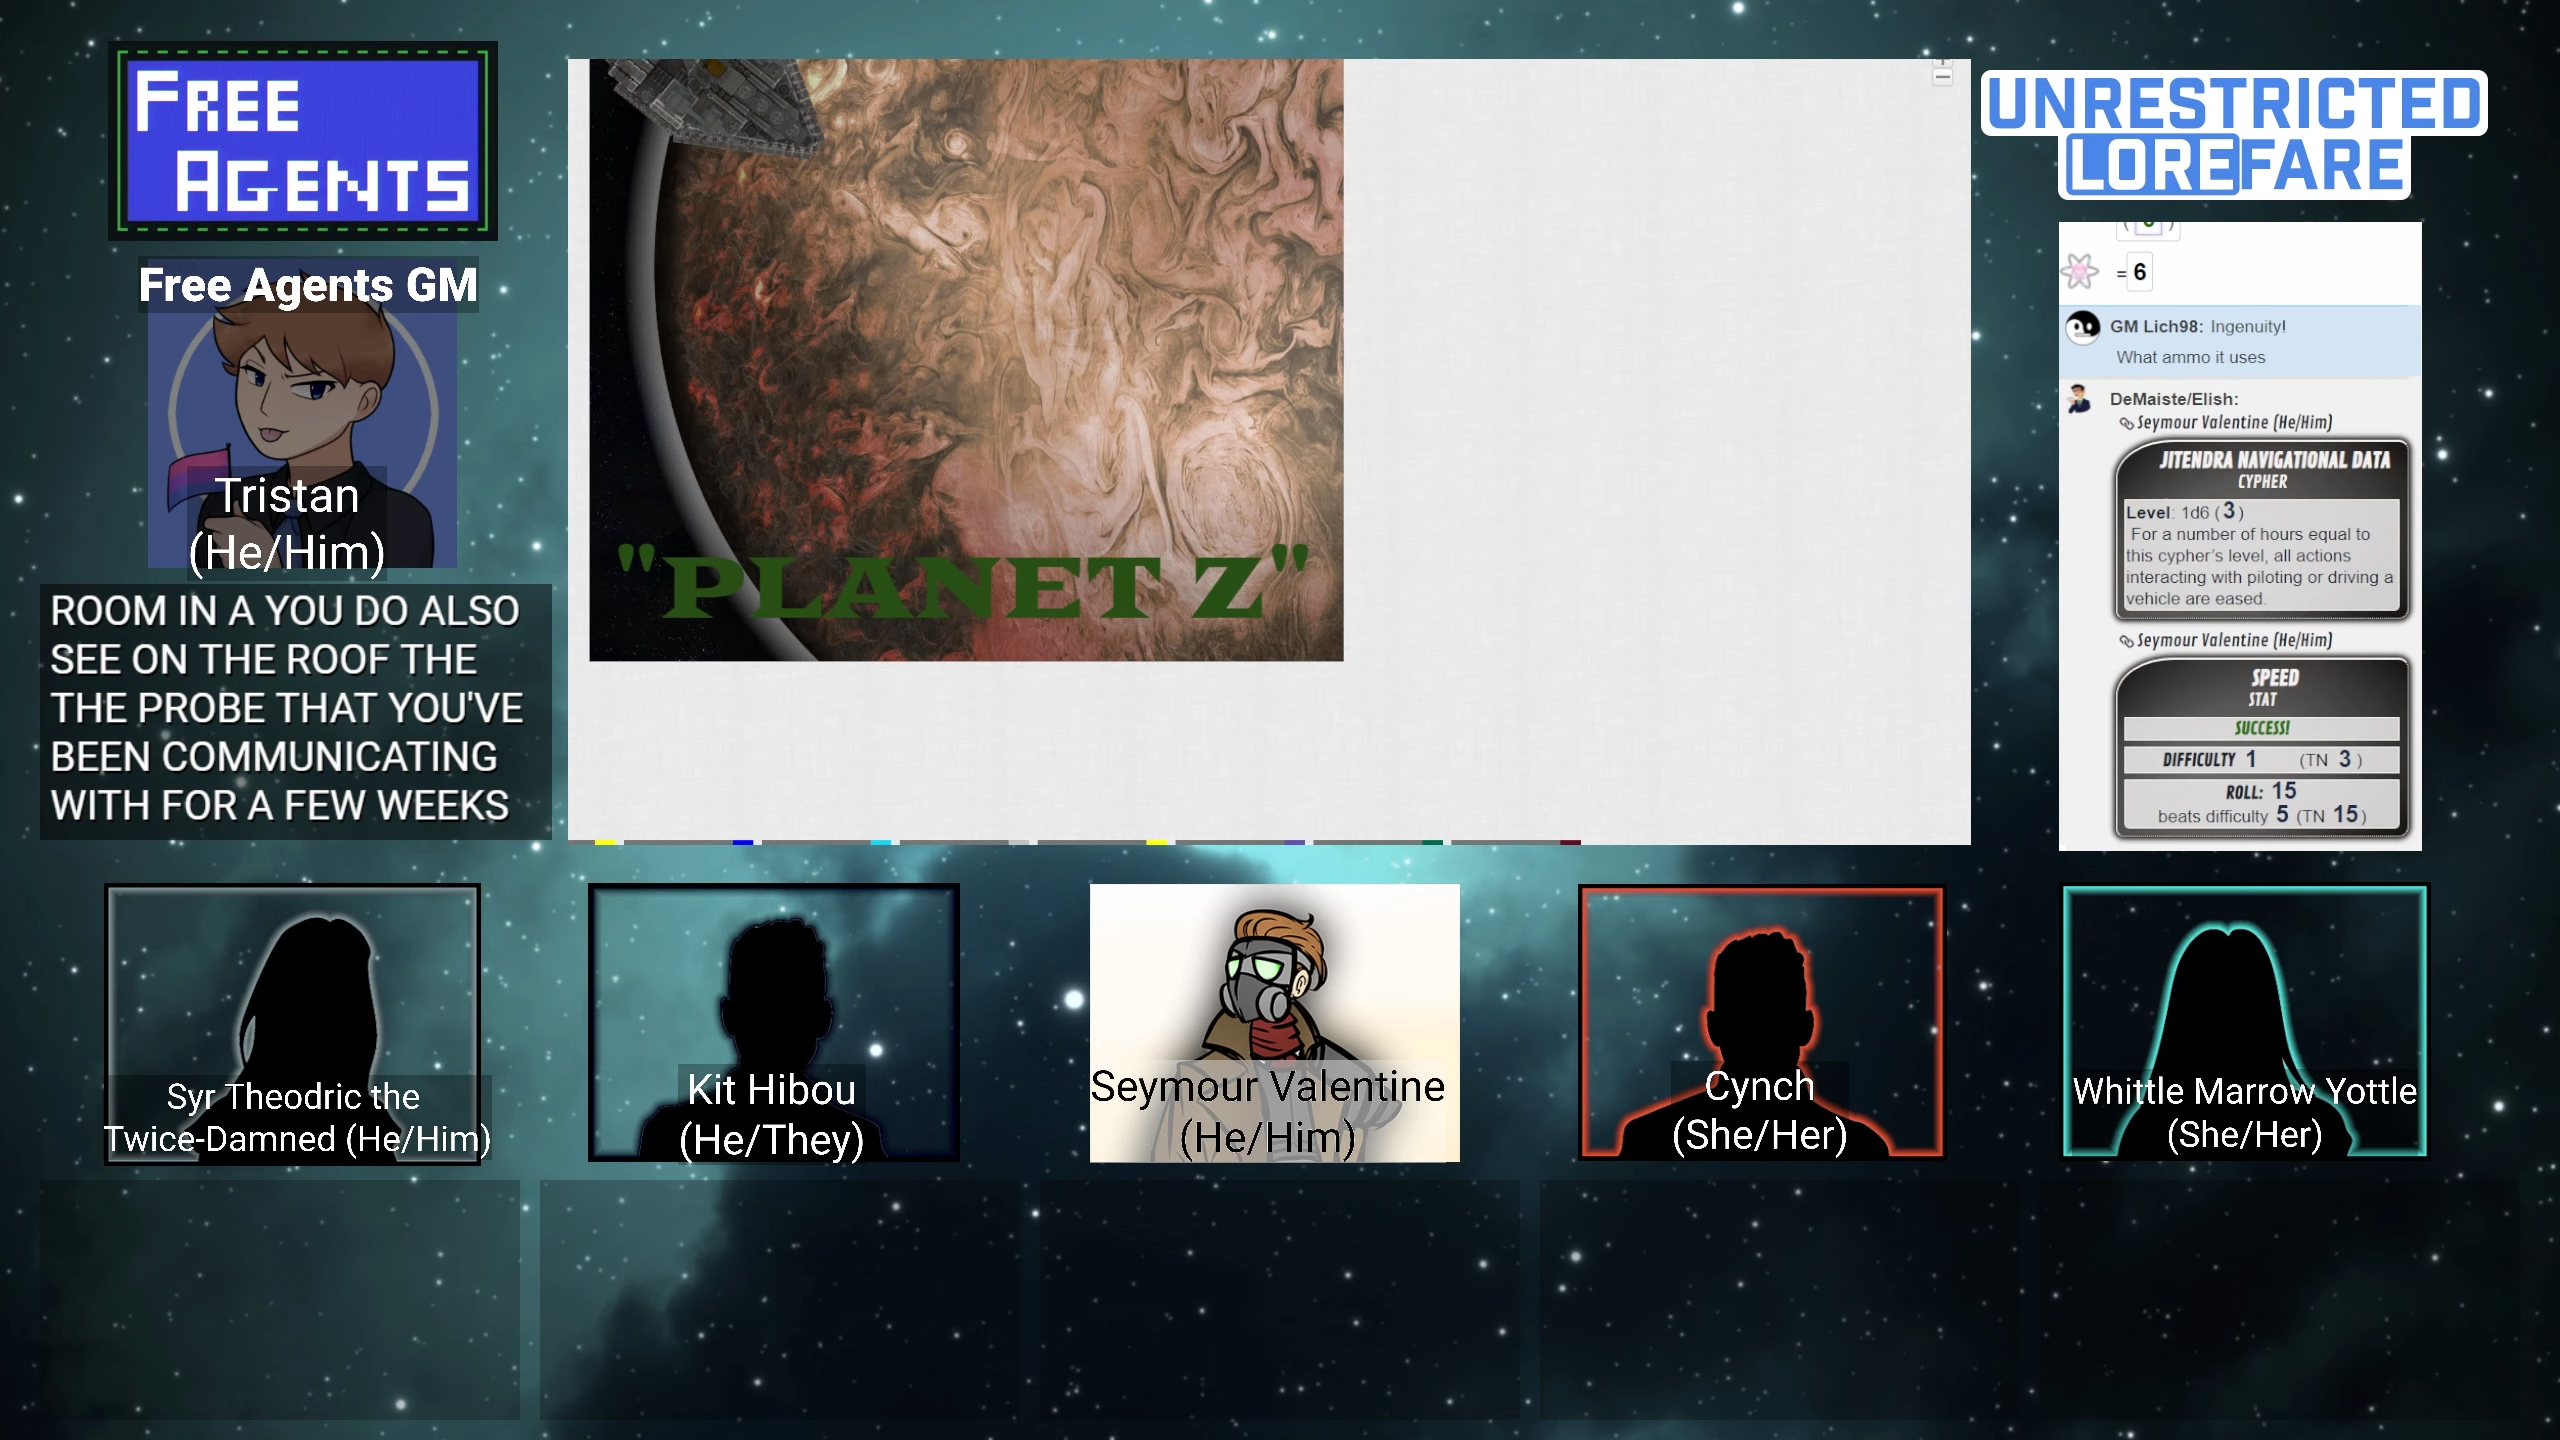 FREE
AGENTS
Free Agents GM
Tristan
(He/Him)
ROOM IN A YOU DO ALSO
SEE ON THE ROOF THE
THE PROBE THAT YOU'VE
BEEN COMMUNICATING
WITH FOR A FEW WEEKS
"PLANET Z"
UNRESTRICTED
LOREFARE
= 6
GM Lich98: Ingenuity!
What ammo it uses
DeMaiste/Elish:
Seymour Valentine (He/Him)
JITENDRA NAVIGATIONAL DATA
CYPHER
Level: 1d6 (3)
For a number of hours equal to
this cypher's level, all actions
interacting with piloting or driving a
vehicle are eased.
Seymour Valentine (He/Him)
SPEED
STAT
SUCCESS!
DIFFICULTY 1 (TN 3)
ROLL: 15
beats difficulty 5 (TN 15)
Syr Theodric the
Twice-Damned (He/Him)
Kit Hibou
(He/They)
Seymour Valentine
(He/Him)
Cynch
(She/Her)
Whittle Marrow Yottle
(She/Her)